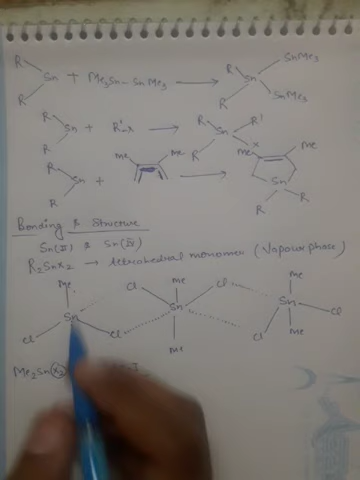 R
R
Sn + Me3Sn-SnMe3 → R R Sn SnMe3 SnMe3
R
R
Sn + R'-x → R R Sn R' x
R
R
Sn + Me Me → Me Me Sn R R
Bonding & Structure
Sn(II) & Sn(IV)
R2SnX2 → tetrahedral monomer (Vapour phase)
Me Cl Me Cl Me
Sn Sn Sn Cl
Cl Cl Me Cl Me
Me2Sn(x2)